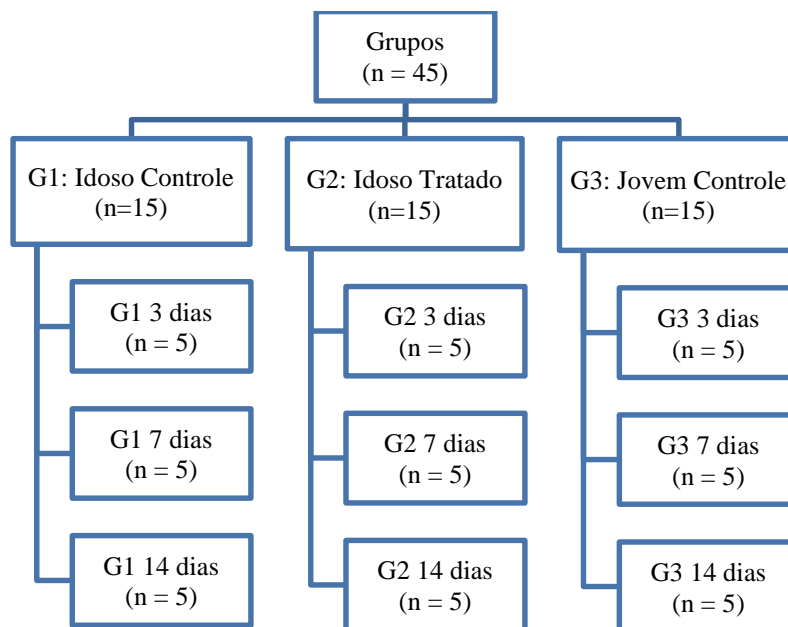 Grupos
(n = 45)
G1: Idoso Controle
(n=15)
G2: Idoso Tratado
(n=15)
G3: Jovem Controle
(n=15)
G1 3 dias
(n = 5)
G2 3 dias
(n = 5)
G3 3 dias
(n = 5)
G1 7 dias
(n = 5)
G2 7 dias
(n = 5)
G3 7 dias
(n = 5)
G1 14 dias
(n = 5)
G2 14 dias
(n = 5)
G3 14 dias
(n = 5)